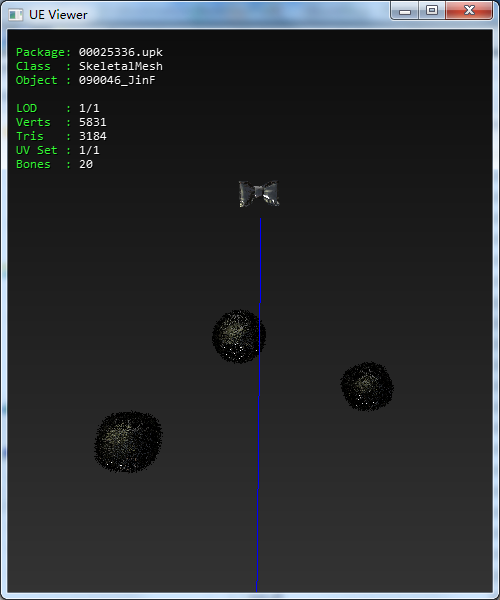 UE Viewer
Package: 00025336.upk
Class  : SkeletalMesh
Object : 090046_JinF
LOD    : 1/1
Verts  : 5831
Tris   : 3184
UV Set : 1/1
Bones  : 20